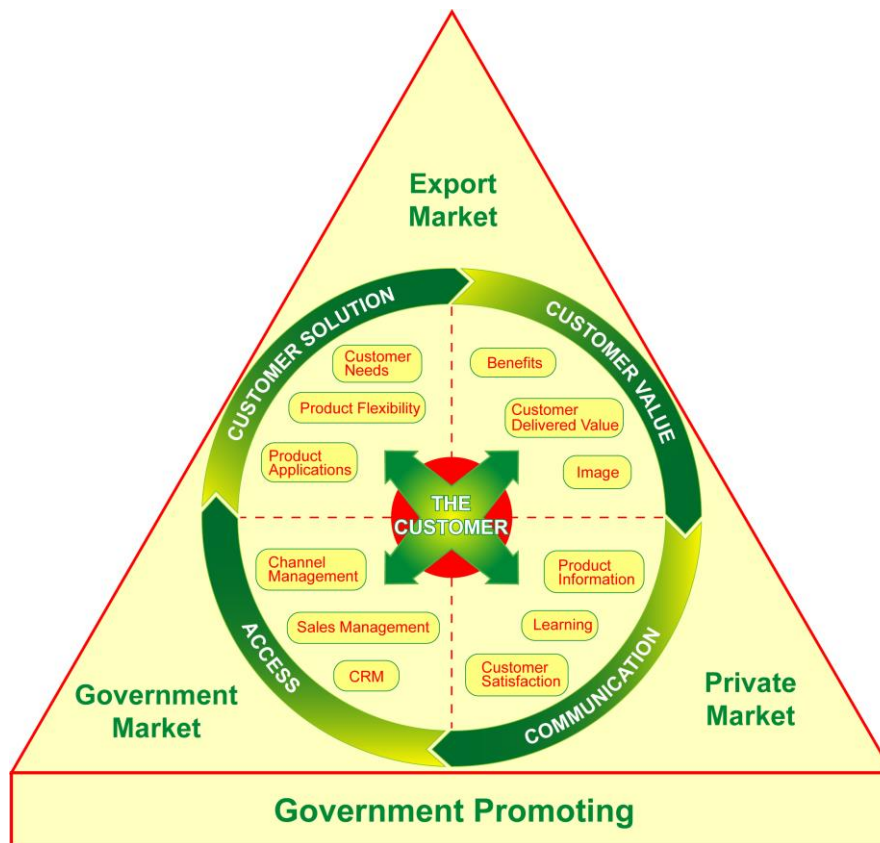 Export
Market
CUSTOMER SOLUTION
CUSTOMER VALUE
Customer
Needs
Product Flexibility
Product
Applications
Benefits
Customer
Delivered Value
Image
THE
CUSTOMER
Channel
Management
Sales Management
CRM
Product
Information
Learning
Customer
Satisfaction
ACCESS
COMMUNICATION
Government
Market
Private
Market
Government Promoting